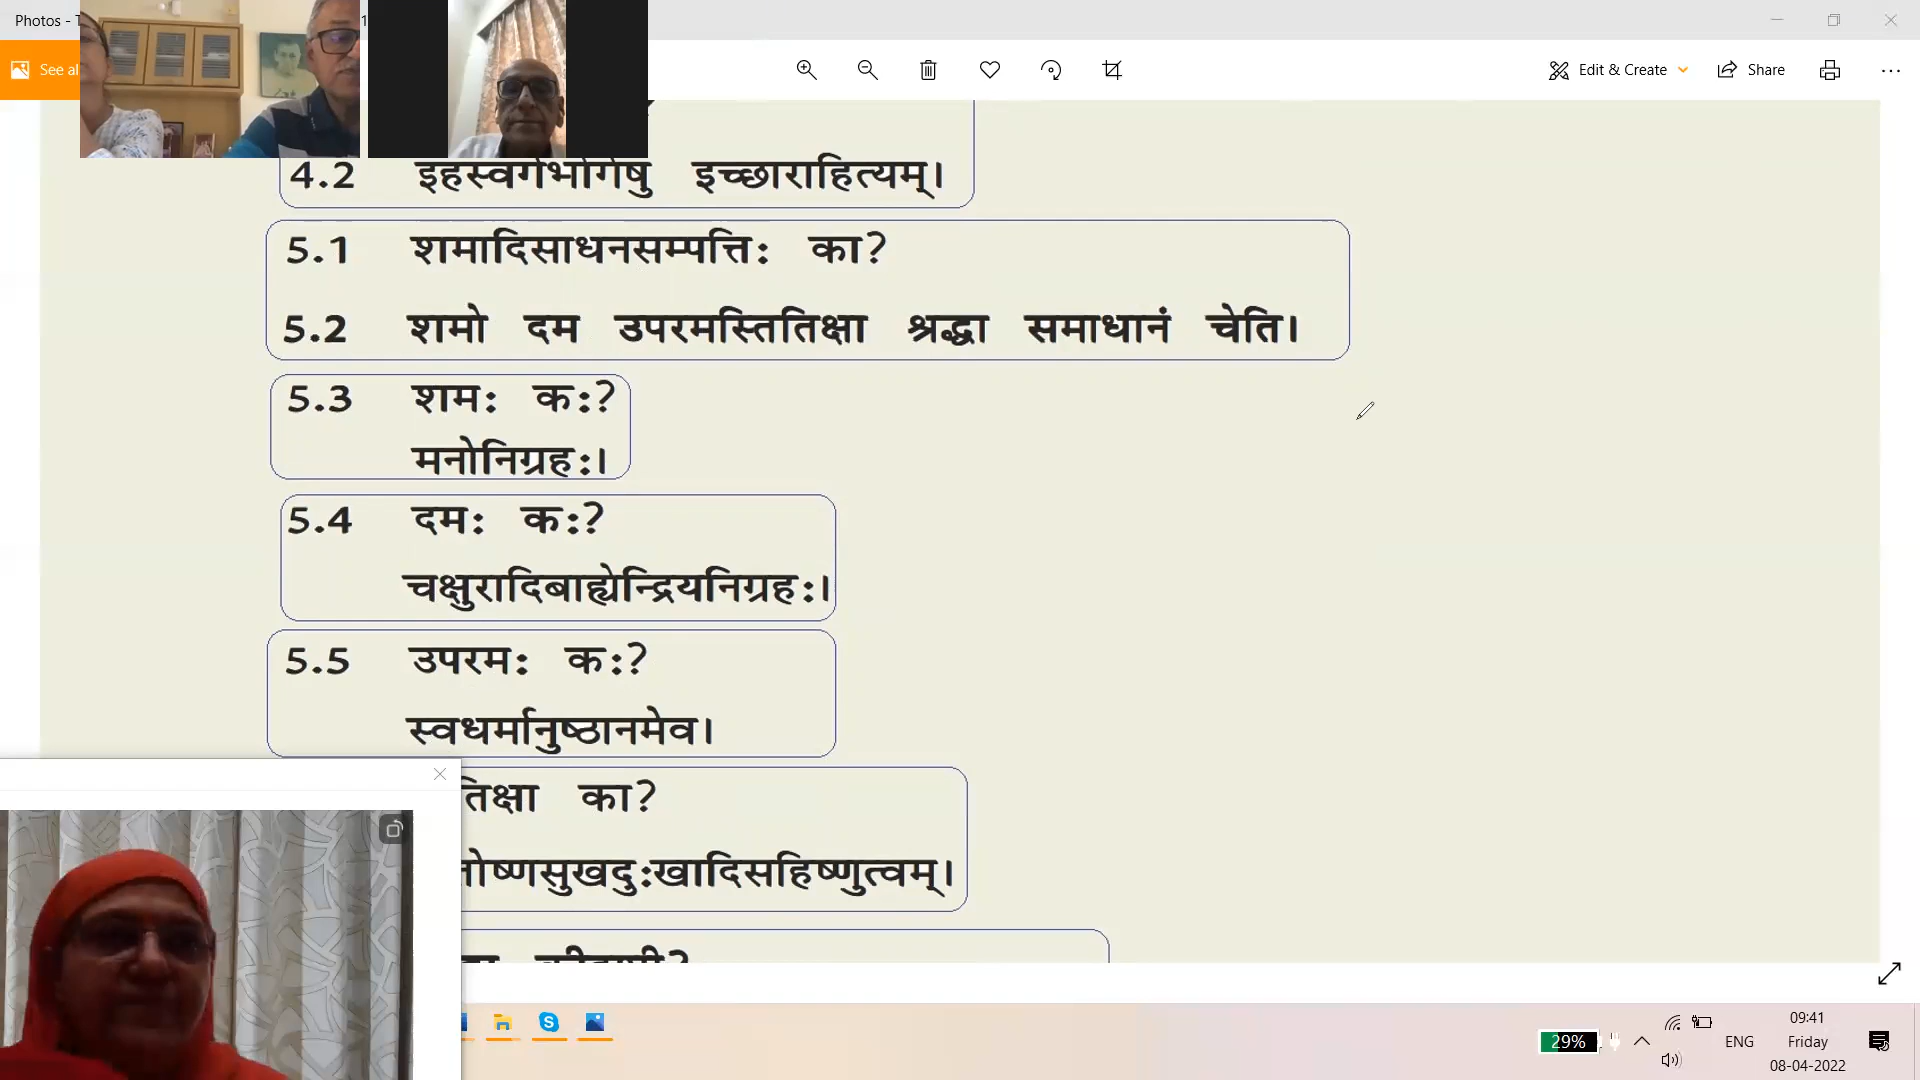 Photos -
See al
Edit & Create
Share
4.2 इहस्वर्गभोगेषु इच्छाराहित्यम्।
5.1 शमादिसाधनसम्पत्तिः का?
5.2 शमो दम उपरमस्तितिक्षा श्रद्धा समाधानं चेति।
5.3 शमः कः?
मनोनिग्रहः।
5.4 दमः कः?
चक्षुरादिबाह्येन्द्रियनिग्रहः।
5.5 उपरमः कः?
स्वधर्मानुष्ठानमेव।
तिक्षा का?
तोष्णसुखदुःखादिसहिष्णुत्वम्।
29%
ENG
09:41
Friday
08-04-2022